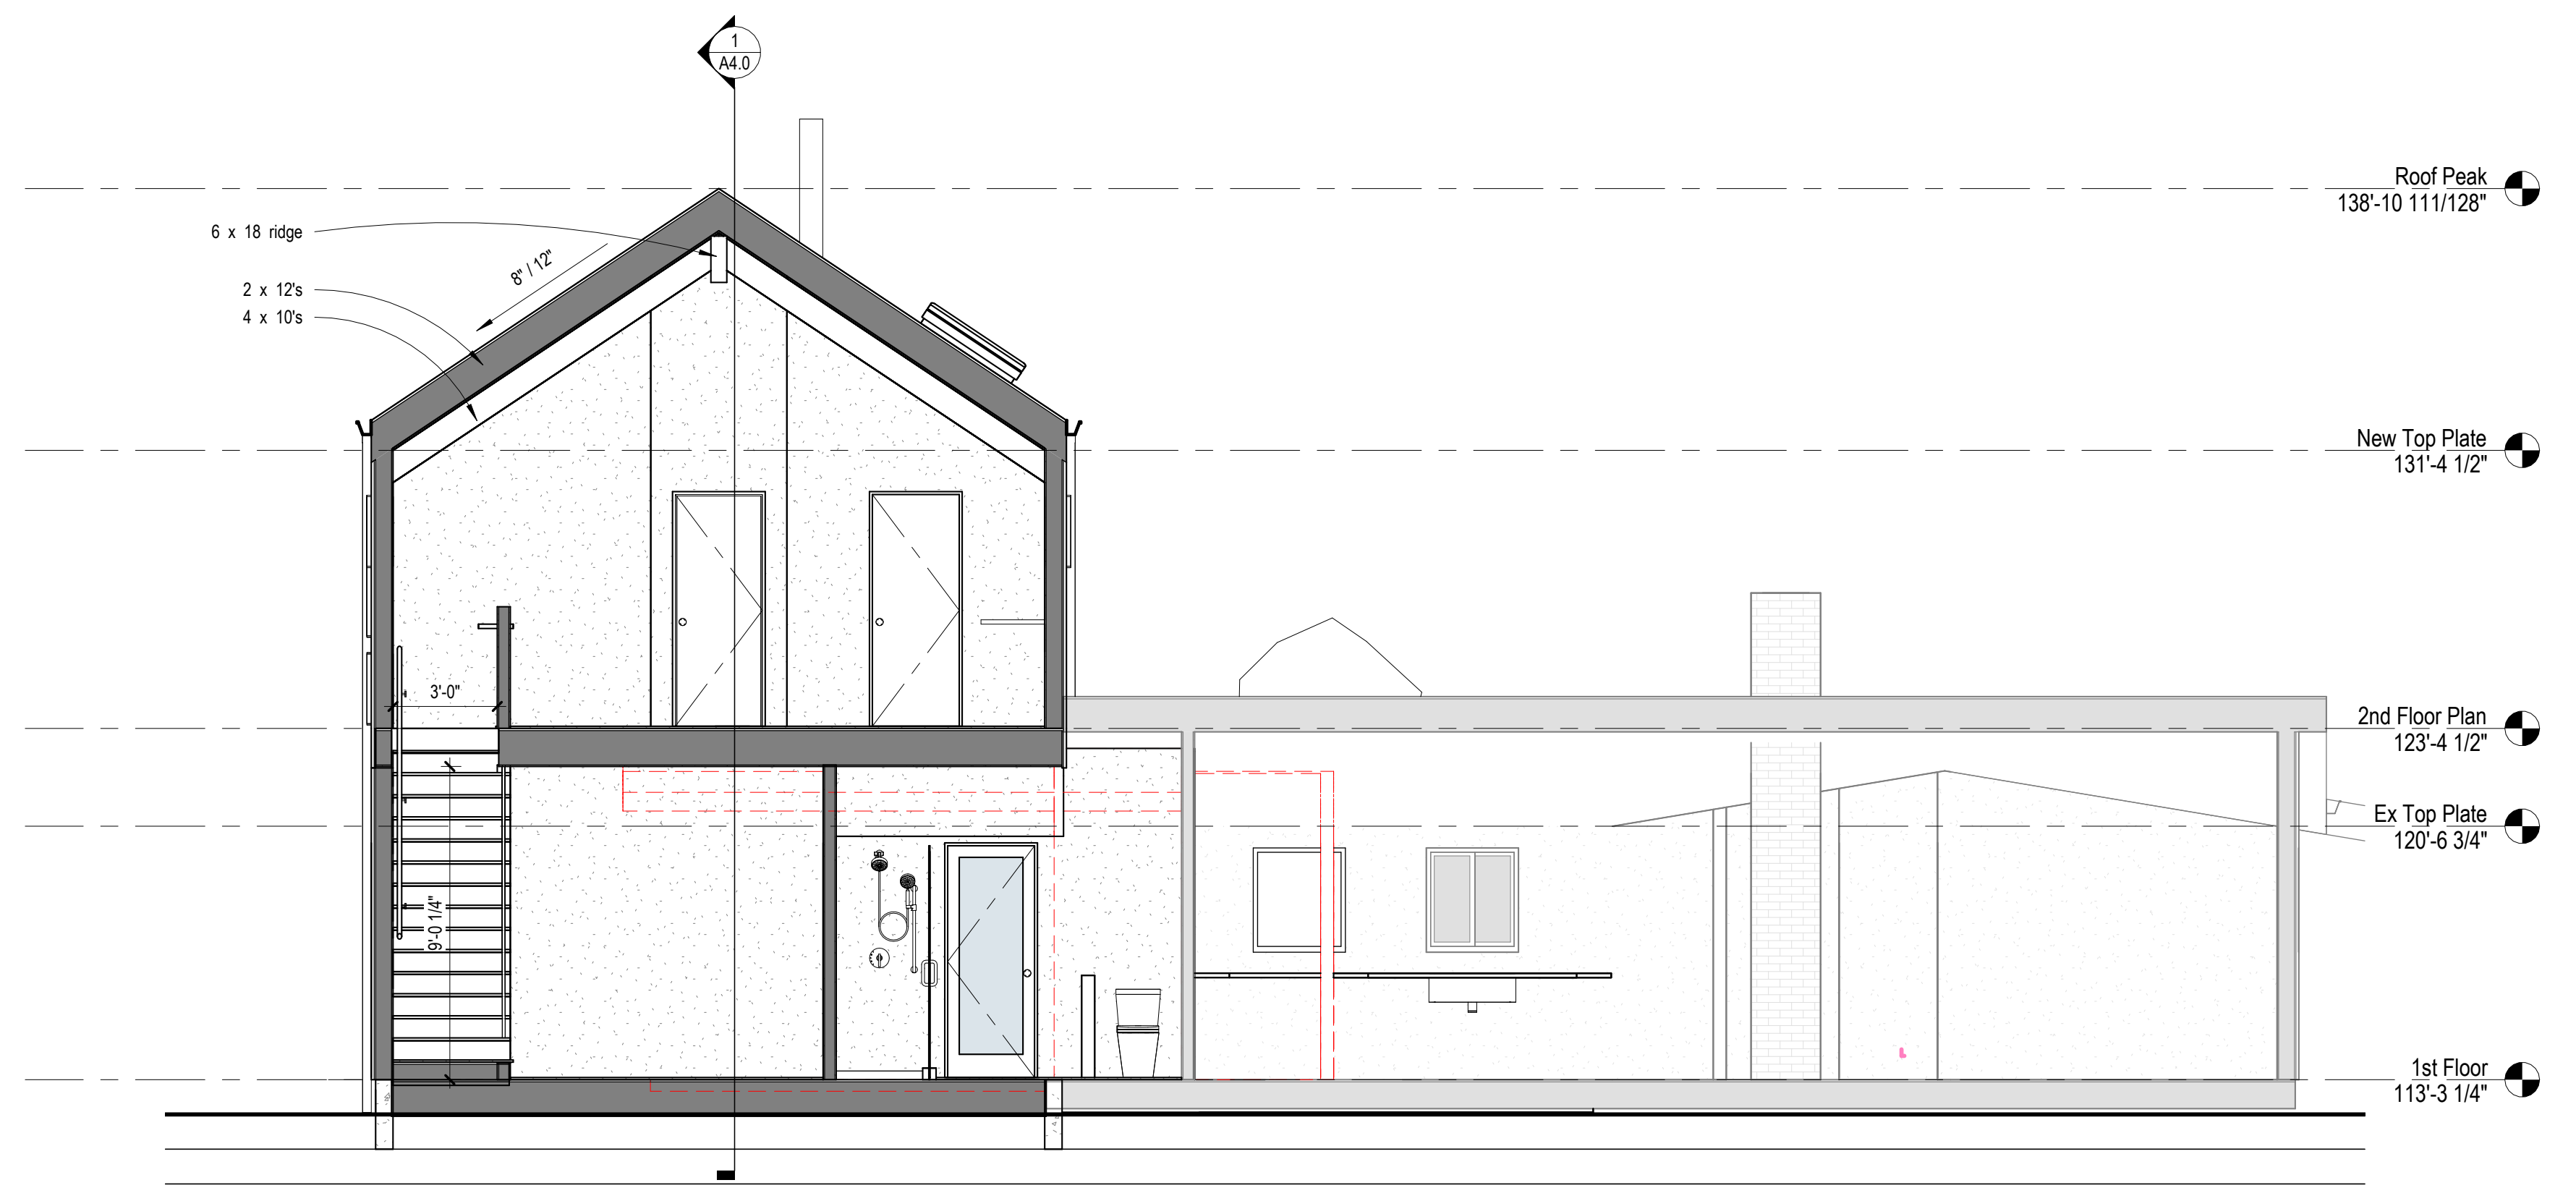 1
A4.0
Roof Peak
138'-10 111/128"
6 x 18 ridge
8" / 12"
2 x 12's
4 x 10's
New Top Plate
131'-4 1/2"
3'-0"
2nd Floor Plan
123'-4 1/2"
Ex Top Plate
120'-6 3/4"
9'-0 1/4"
1st Floor
113'-3 1/4"